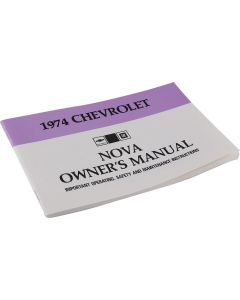 1974 CHEVROLET
NOVA
OWNER'S MANUAL
IMPORTANT OPERATING, SAFETY AND MAINTENANCE INSTRUCTIONS